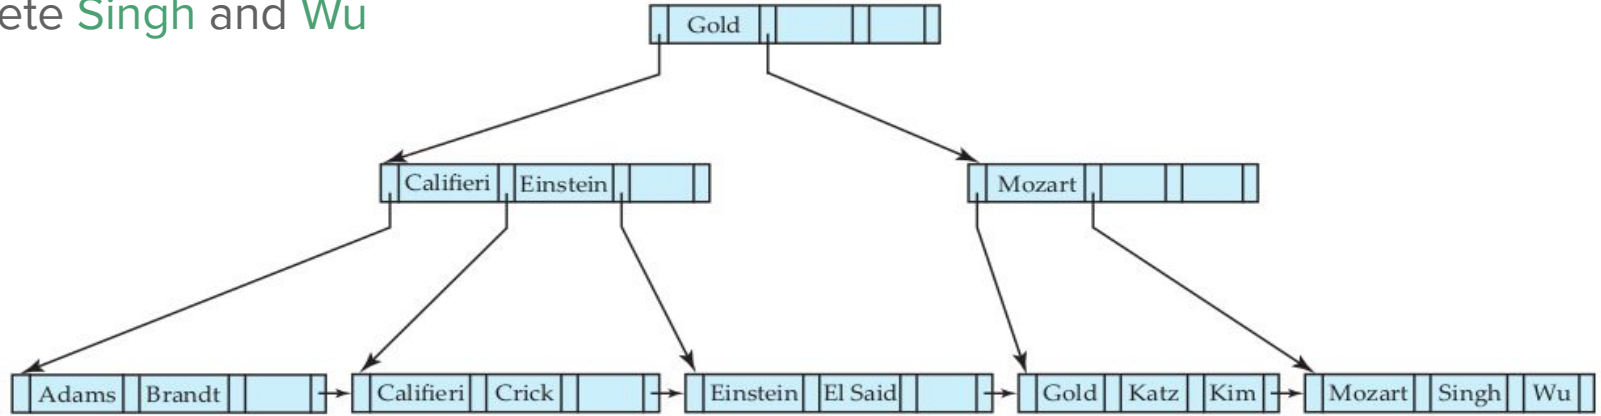 ete Singh and Wu
Gold
Califieri Einstein
Mozart
Adams Brandt
Califieri Crick
Einstein El Said
Gold Katz Kim
Mozart Singh Wu